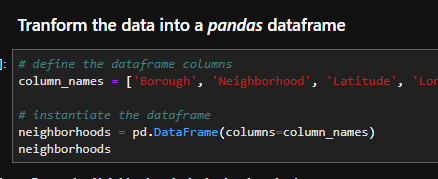 Tranform the data into a pandas dataframe
]:
# define the dataframe columns
column_names = ['Borough', 'Neighborhood', 'Latitude', 'Lon
# instantiate the dataframe
neighborhoods = pd.DataFrame(columns=column_names)
neighborhoods